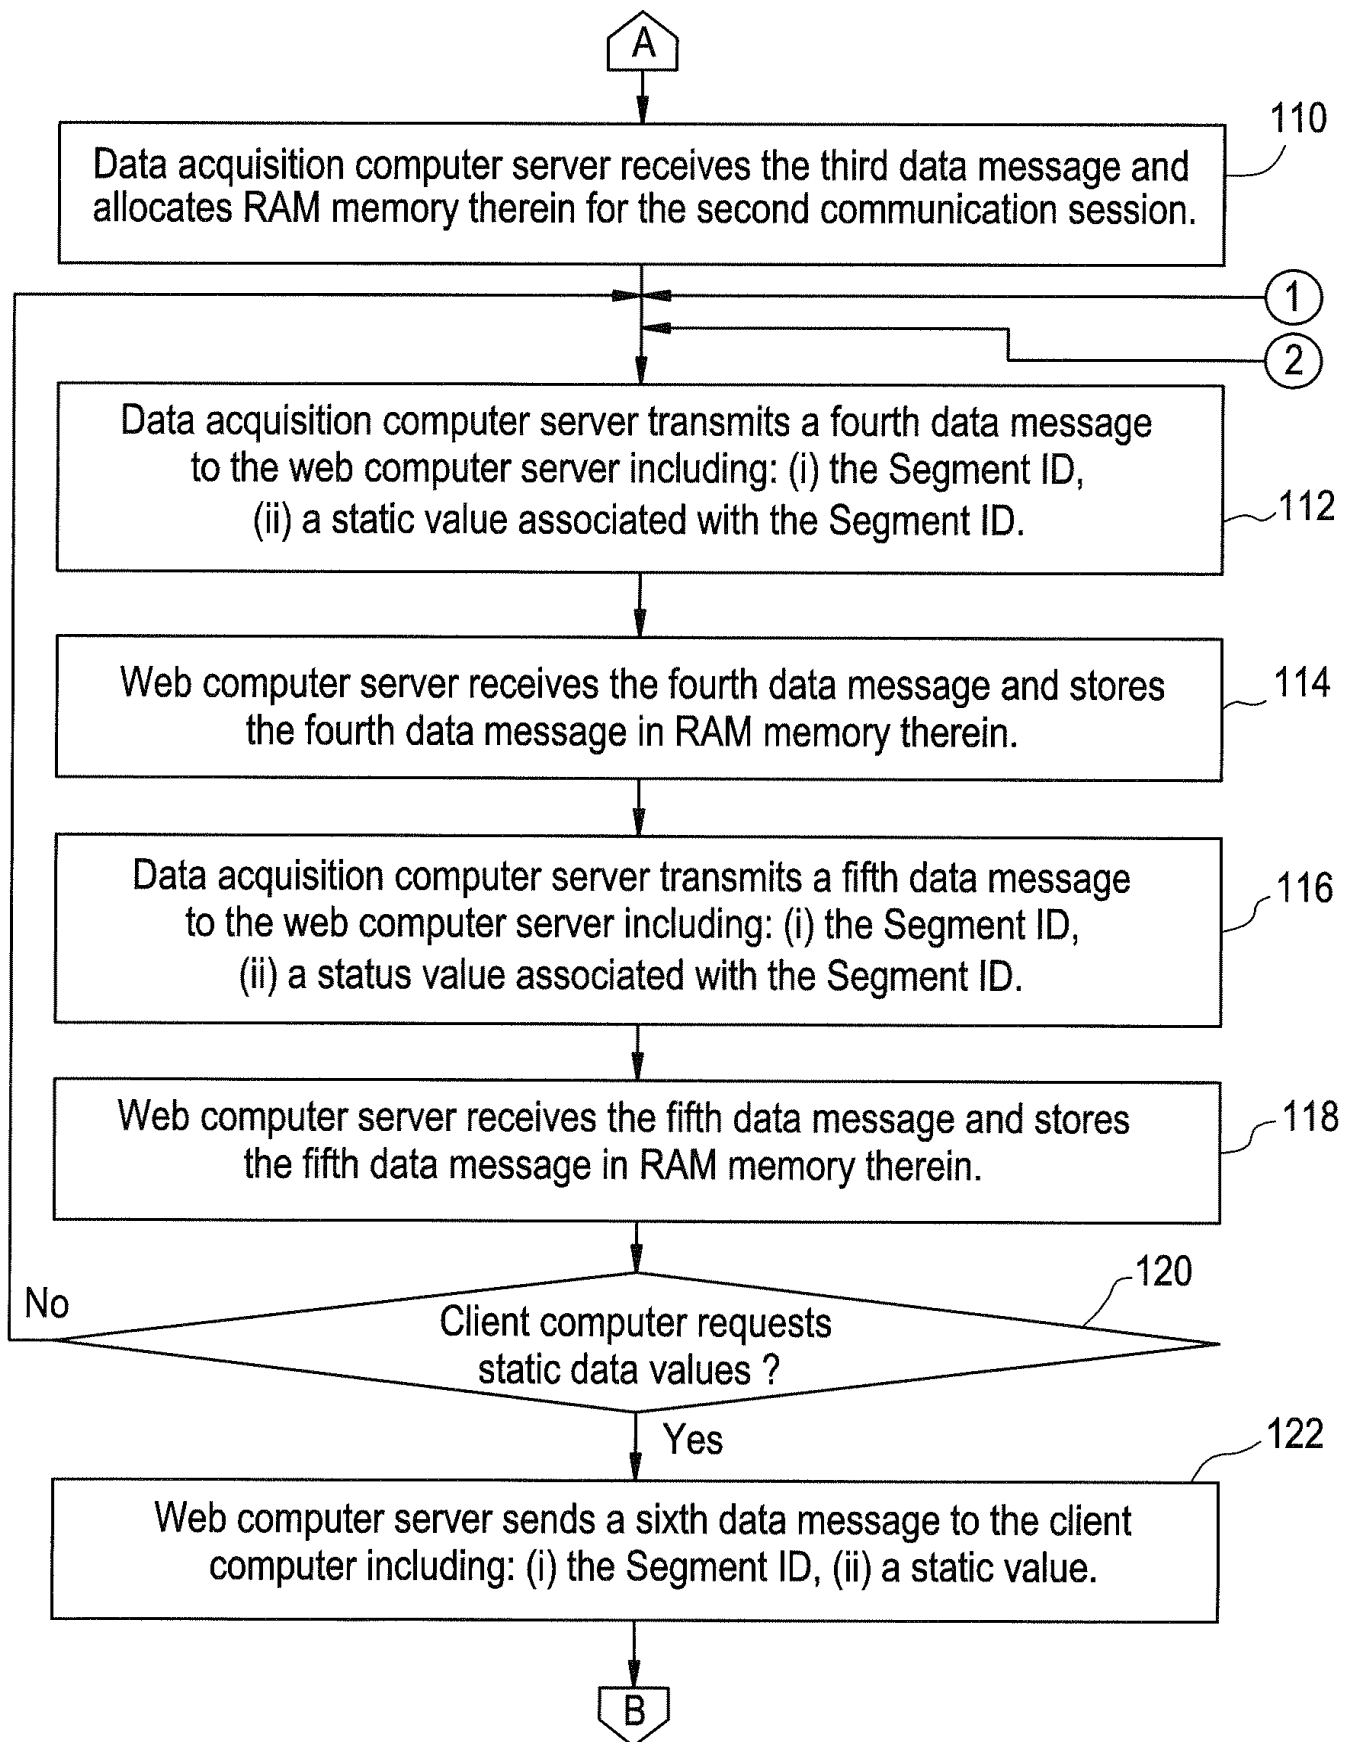 A
110
Data acquisition computer server receives the third data message and
allocates RAM memory therein for the second communication session.
1
2
Data acquisition computer server transmits a fourth data message
to the web computer server including: (i) the Segment ID,
(ii) a static value associated with the Segment ID.
112
Web computer server receives the fourth data message and stores
the fourth data message in RAM memory therein.
114
Data acquisition computer server transmits a fifth data message
to the web computer server including: (i) the Segment ID,
(ii) a status value associated with the Segment ID.
116
Web computer server receives the fifth data message and stores
the fifth data message in RAM memory therein.
118
120
No
Client computer requests
static data values ?
Yes
122
Web computer server sends a sixth data message to the client
computer including: (i) the Segment ID, (ii) a static value.
B